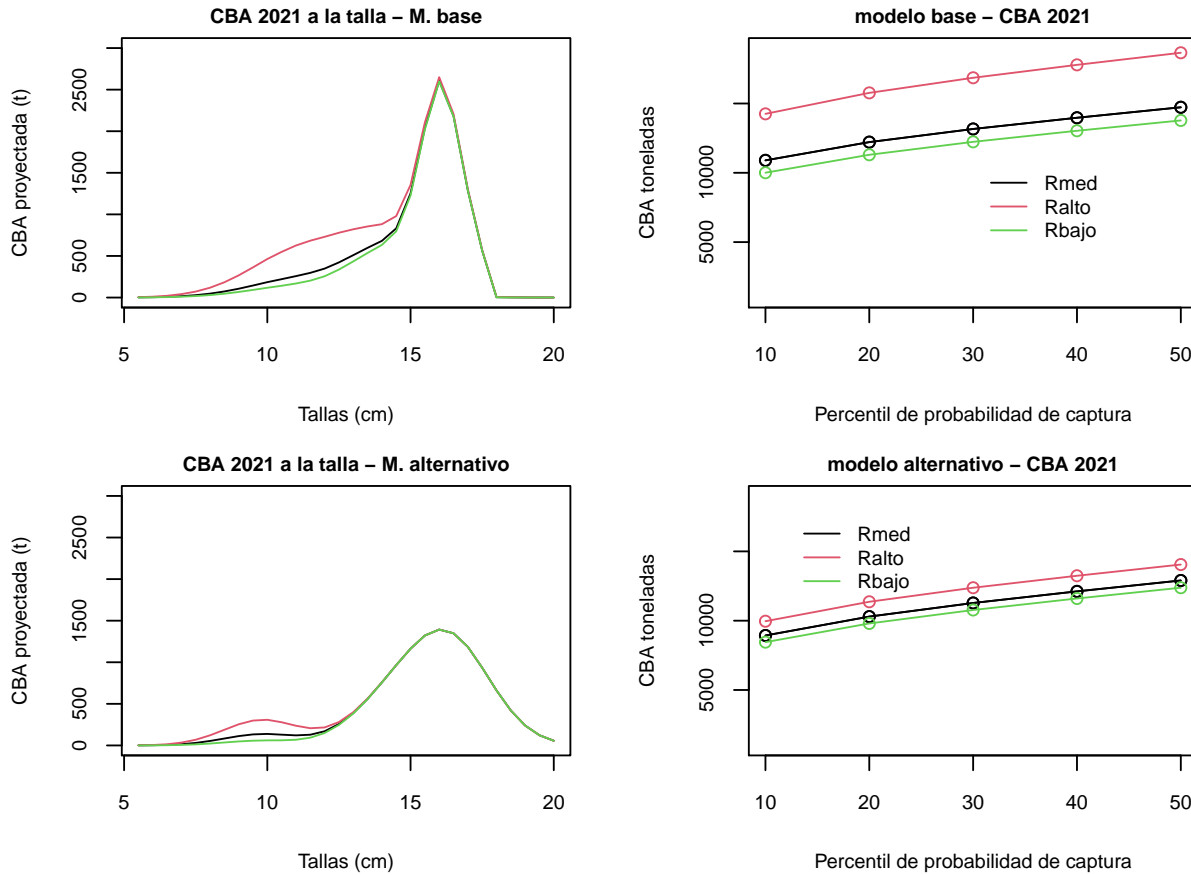 CBA 2021 a la talla – M. base
CBA proyectada (t)
0
500
1500
2500
5
10
15
20
Tallas (cm)
modelo base – CBA 2021
CBA toneladas
5000
10000
Rmed
Ralto
Rbajo
10
20
30
40
50
Percentil de probabilidad de captura
CBA 2021 a la talla – M. alternativo
CBA proyectada (t)
0
500
1500
2500
5
10
15
20
Tallas (cm)
modelo alternativo – CBA 2021
CBA toneladas
5000
10000
Rmed
Ralto
Rbajo
10
20
30
40
50
Percentil de probabilidad de captura